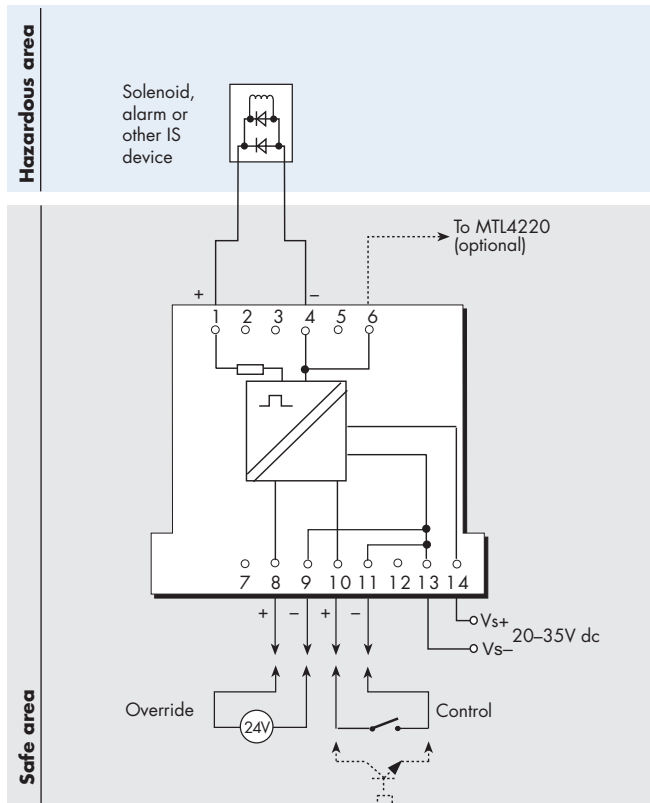 Hazardous area
Solenoid,
alarm or
other IS
device
To MTL4220
(optional)
+ –
1 2 3 4 5 6
7 8 9 10 11 12 13 14
+ – + –
Vs+
20–35V dc
Vs–
Override
24V
Control
Safe area